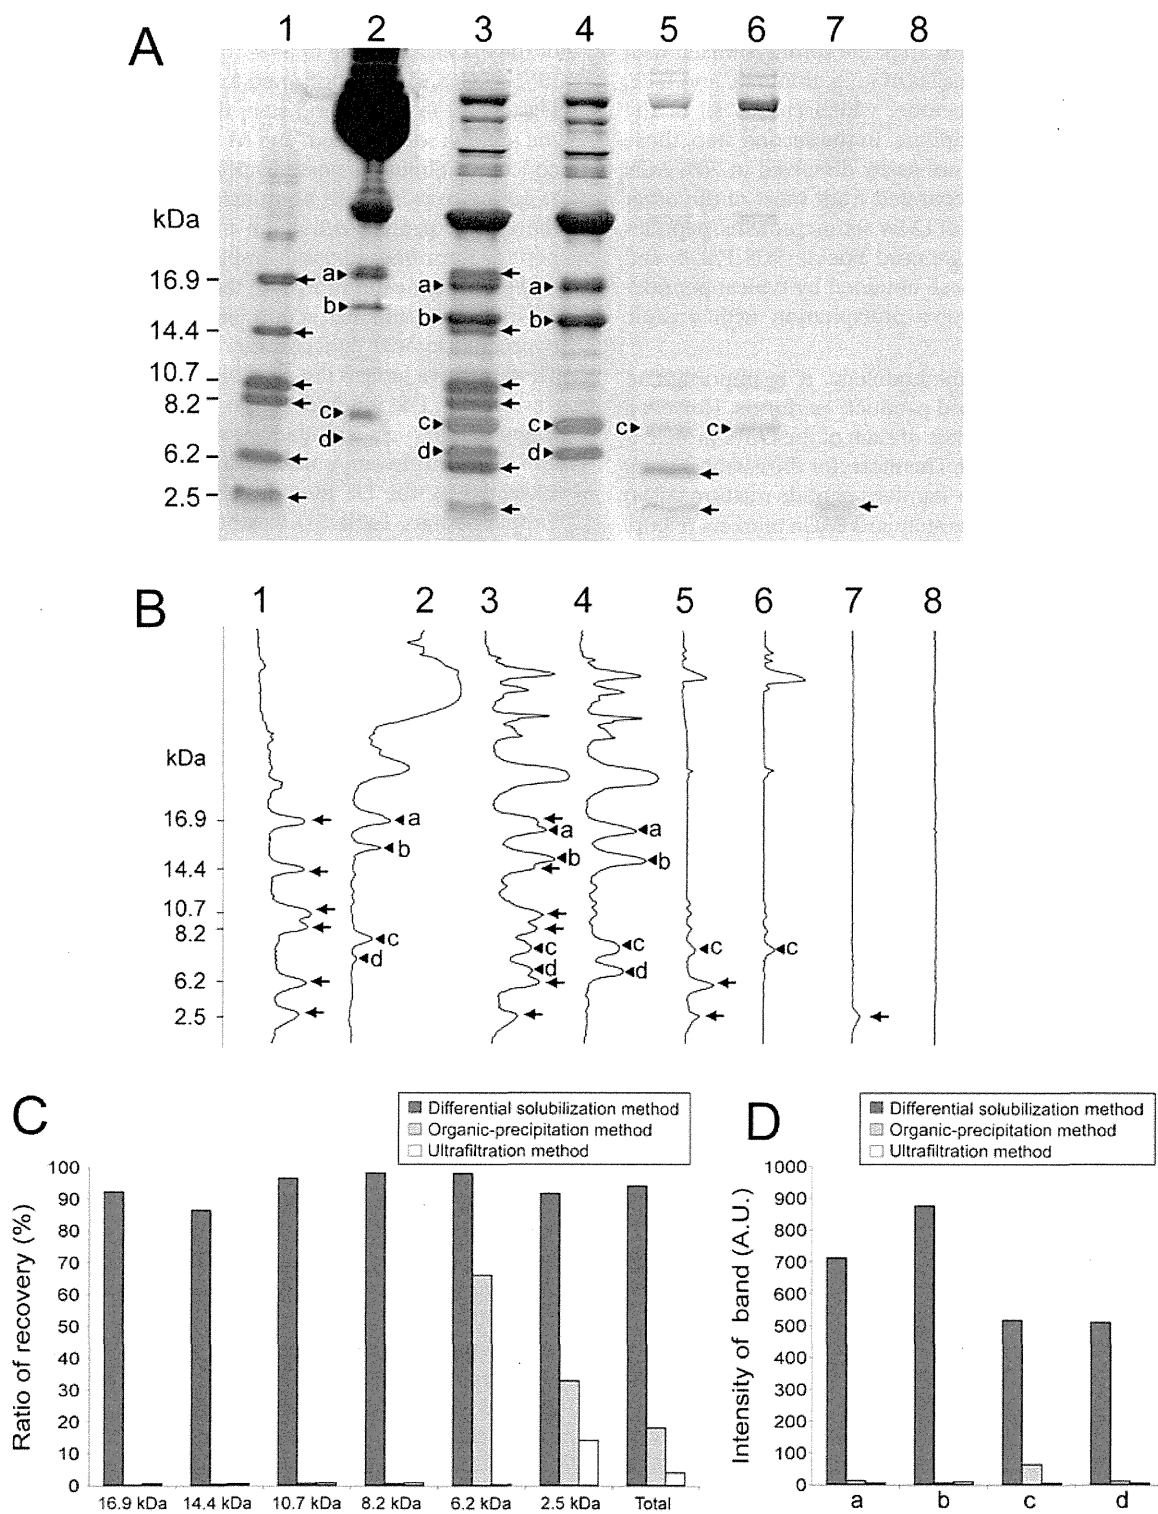 A
1 2 3 4 5 6 7 8
kDa
16.9
14.4
10.7
8.2
6.2
2.5
a b c d
a b c d
a b c d
c
c
B
1 2 3 4 5 6 7 8
kDa
16.9
14.4
10.7
8.2
6.2
2.5
a b c d
a b c d
a b c d
c
c
C
Differential solubilization method
Organic-precipitation method
Ultrafiltration method
Ratio of recovery (%)
100
90
80
70
60
50
40
30
20
10
0
16.9 kDa 14.4 kDa 10.7 kDa 8.2 kDa 6.2 kDa 2.5 kDa Total
D
Differential solubilization method
Organic-precipitation method
Ultrafiltration method
Intensity of band (A.U.)
1000
900
800
700
600
500
400
300
200
100
0
a b c d